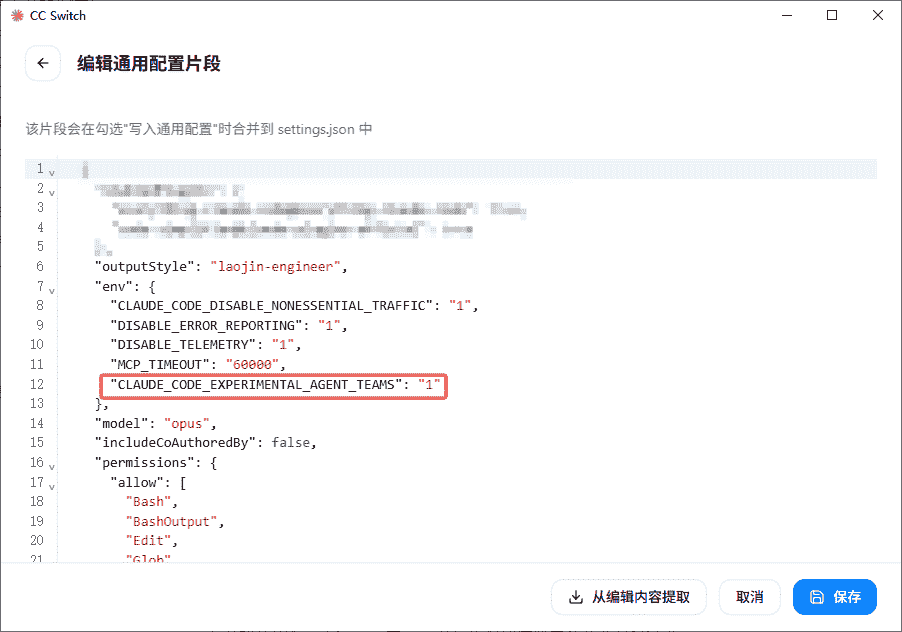 CC Switch
编辑通用配置片段
该片段会在勾选"写入通用配置"时合并到 settings.json 中
1
2
3
4
5
6 "outputStyle": "laojin-engineer",
7 "env": {
8 "CLAUDE_CODE_DISABLE_NONESSENTIAL_TRAFFIC": "1",
9 "DISABLE_ERROR_REPORTING": "1",
10 "DISABLE_TELEMETRY": "1",
11 "MCP_TIMEOUT": "60000",
12 "CLAUDE_CODE_EXPERIMENTAL_AGENT_TEAMS": "1"
13 },
14 "model": "opus",
15 "includeCoAuthoredBy": false,
16 "permissions": {
17 "allow": [
18 "Bash",
19 "BashOutput",
20 "Edit",
21 "Glob"
从编辑内容提取 取消 保存